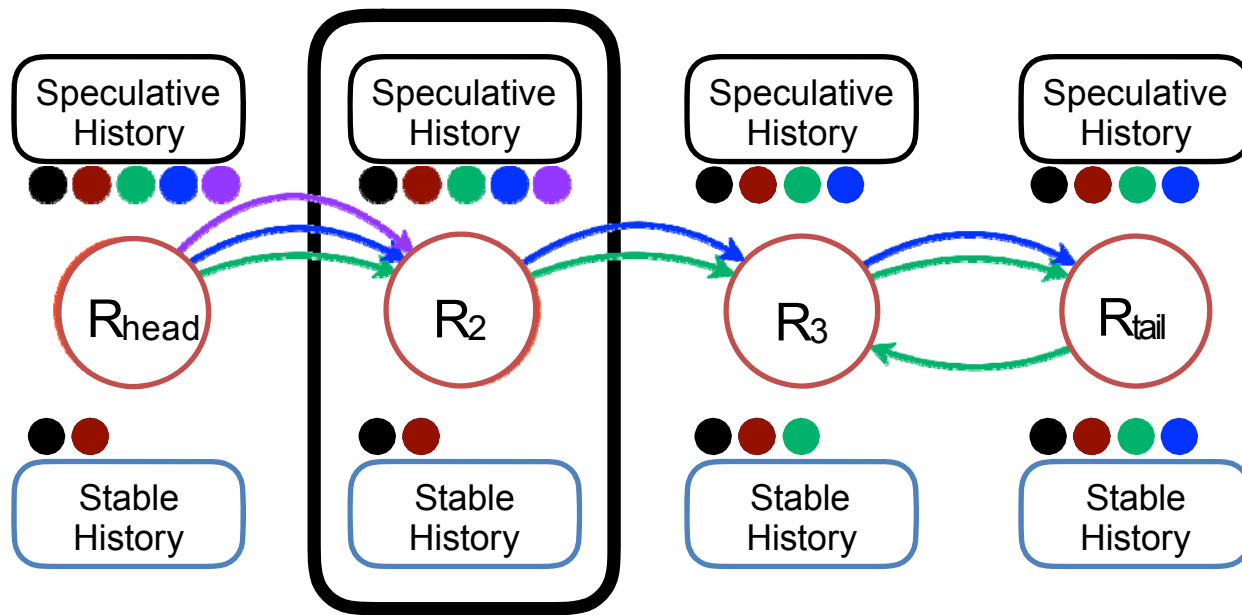 Speculative
History
Speculative
History
Speculative
History
Speculative
History
Rhead
R2
R3
Rtail
Stable
History
Stable
History
Stable
History
Stable
History